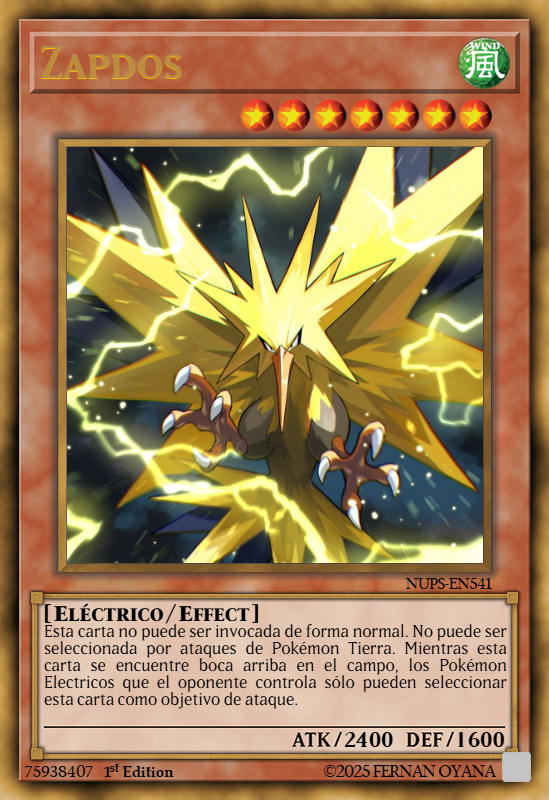 Zapdos
WIND
風
NUPS-EN541
[Eléctrico/Effect]
Esta carta no puede ser invocada de forma normal. No puede ser
seleccionada por ataques de Pokémon Tierra. Mientras esta
carta se encuentre boca arriba en el campo, los Pokémon
Electricos que el oponente controla sólo pueden seleccionar
esta carta como objetivo de ataque.
ATK/2400 DEF/1600
75938407 1st Edition ©2025 FERNAN OYANA